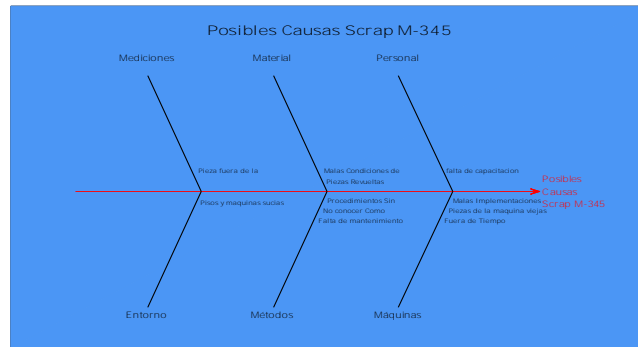 Posibles Causas Scrap M-345
Mediciones
Material
Personal
Pieza fuera de la
Malas Condiciones de
Piezas Revueltas
falta de capacitacion
Posibles
Causas
Scrap M-345
Pisos y maquinas sucias
Procedimientos Sin
No conocer Como
Falta de mantenimiento
Malas Implementaciones
Piezas de la maquina viejas
Fuera de Tiempo
Entorno
Métodos
Máquinas